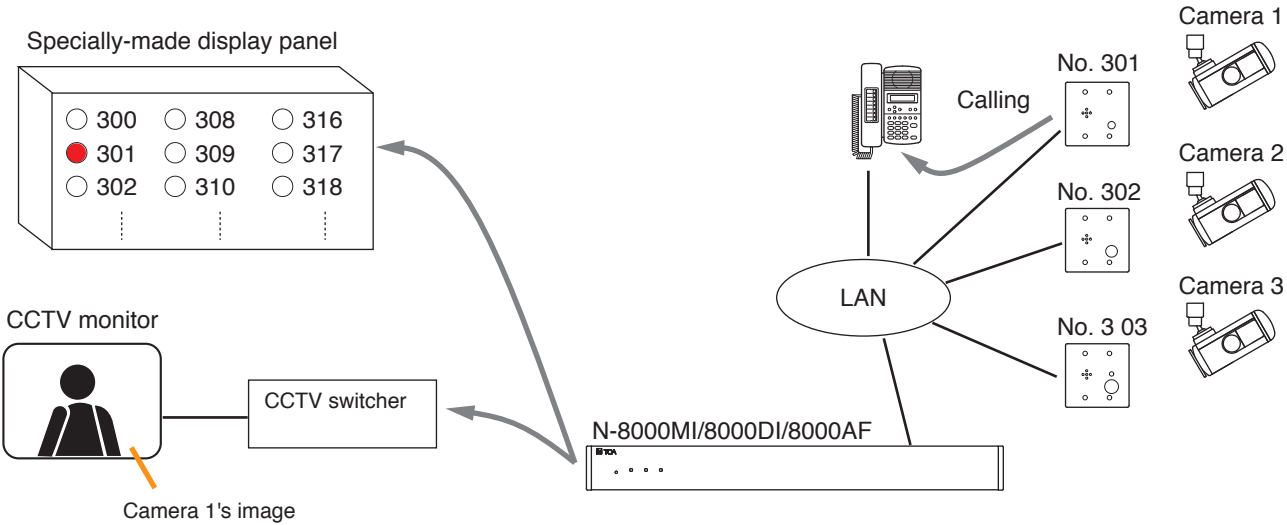 Camera 1
Specially-made display panel
No. 301
Calling
300 308 316
301 309 317
302 310 318
Camera 2
No. 302
Camera 3
LAN
CCTV monitor
No. 3 03
CCTV switcher
N-8000MI/8000DI/8000AF
TOA
Camera 1's image